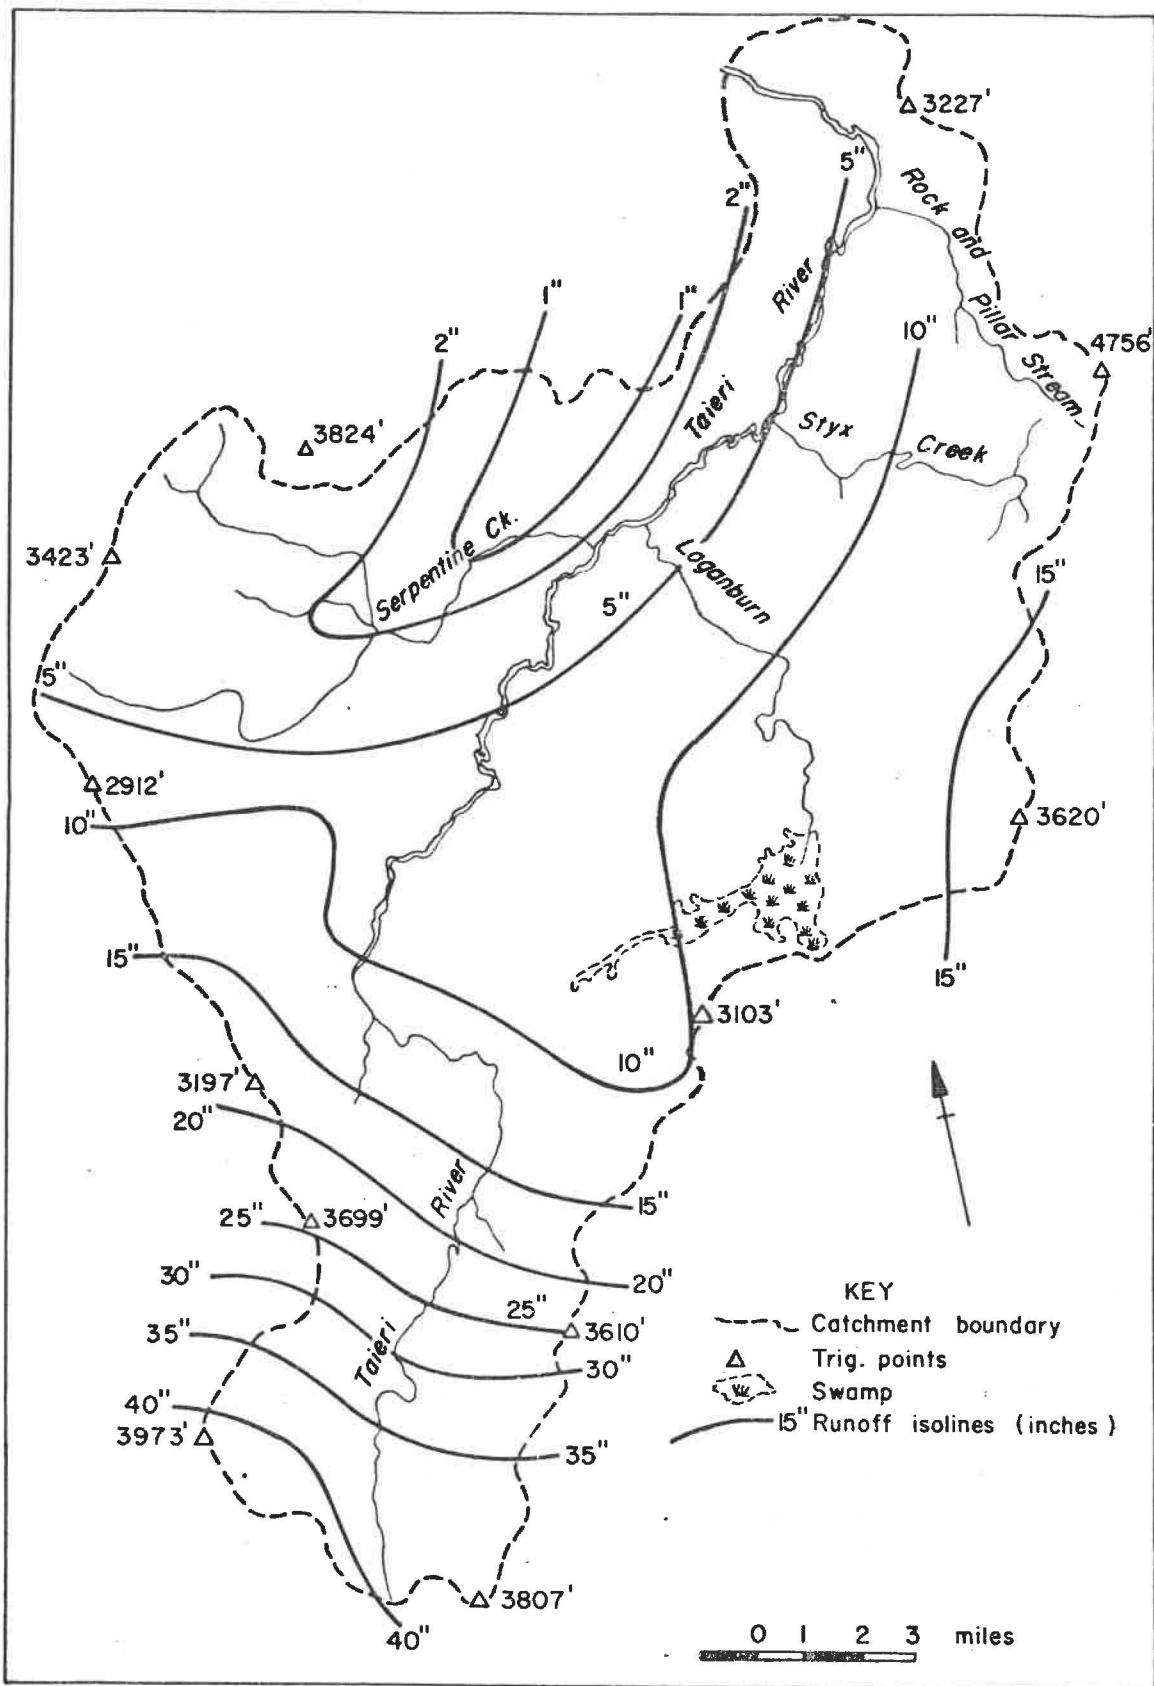 3227'
5"
2"
Rock and Pillar Stream
River
1"
1"
2"
10"
4756'
Taieri
Styx Creek
3824'
Serpentine Ck.
3423'
Loganburn
15"
5"
5"
2912'
10"
3620'
15"
15"
3103'
10"
3197'
20"
River
15"
25"
3699'
30"
20"
25"
3610'
35"
Taieri
30"
40"
3973'
35"
3807'
40"
KEY
Catchment boundary
Trig. points
Swamp
15" Runoff isolines (inches)
0 1 2 3 miles